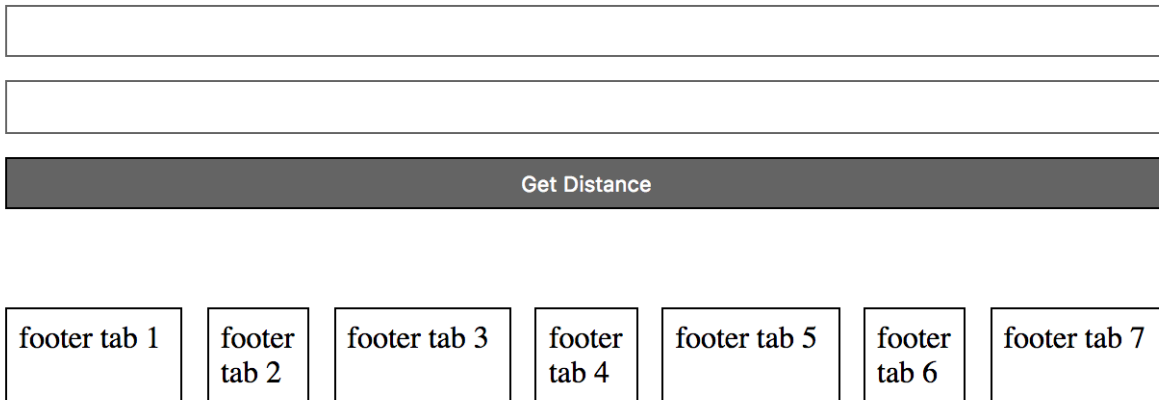 Get Distance
footer tab 1
footer
tab 2
footer tab 3
footer
tab 4
footer tab 5
footer
tab 6
footer tab 7